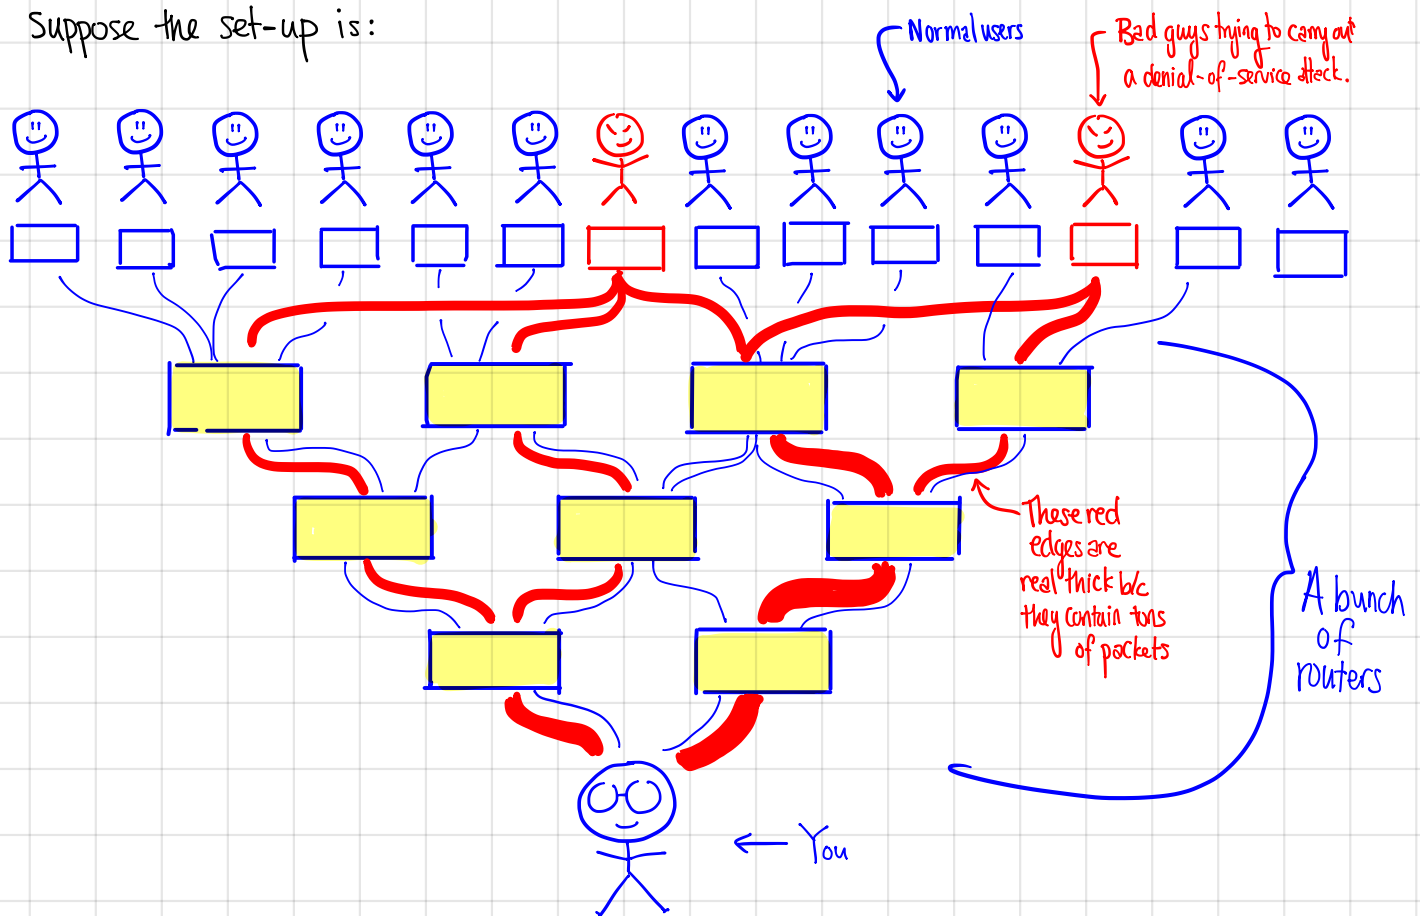 Suppose the set-up is:
Normal users
Bad guys trying to carry out
a denial-of-service attack.
These red
edges are
real thick b/c
they contain tons
of packets
A bunch
of
routers
You